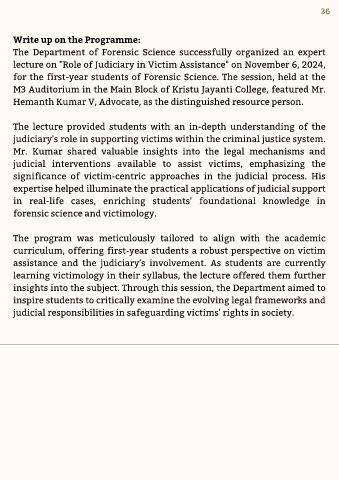 36
Write up on the Programme:
The Department of Forensic Science successfully organized an expert
lecture on "Role of Judiciary in Victim Assistance" on November 6, 2024,
for the first-year students of Forensic Science. The session, held at the
M3 Auditorium in the Main Block of Kristu Jayanti College, featured Mr.
Hemanth Kumar V, Advocate, as the distinguished resource person.
The lecture provided students with an in-depth understanding of the
judiciary's role in supporting victims within the criminal justice system.
Mr. Kumar shared valuable insights into the legal mechanisms and
judicial interventions available to assist victims, emphasizing the
significance of victim-centric approaches in the judicial process. His
expertise helped illuminate the practical applications of judicial support
in real-life cases, enriching students' foundational knowledge in
forensic science and victimology.
The program was meticulously tailored to align with the academic
curriculum, offering first-year students a robust perspective on victim
assistance and the judiciary's involvement. As students are currently
learning victimology in their syllabus, the lecture offered them further
insights into the subject. Through this session, the Department aimed to
inspire students to critically examine the evolving legal frameworks and
judicial responsibilities in safeguarding victims' rights in society.